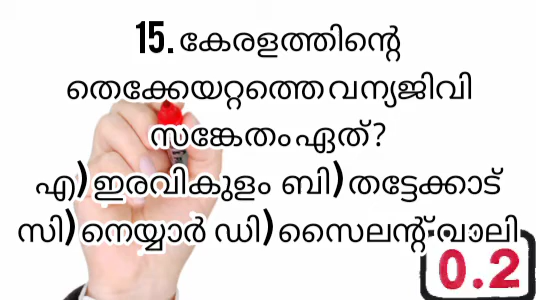 15. കേരളത്തിന്റെ
തെക്കേയറ്റത്തെ വന്യജിവി
സങ്കേതം ഏത്?
എ) ഇരവികുളം ബി) തട്ടേക്കാട്
സി) നെയ്യാർ ഡി) സൈലന്റ് വാലി
0.2